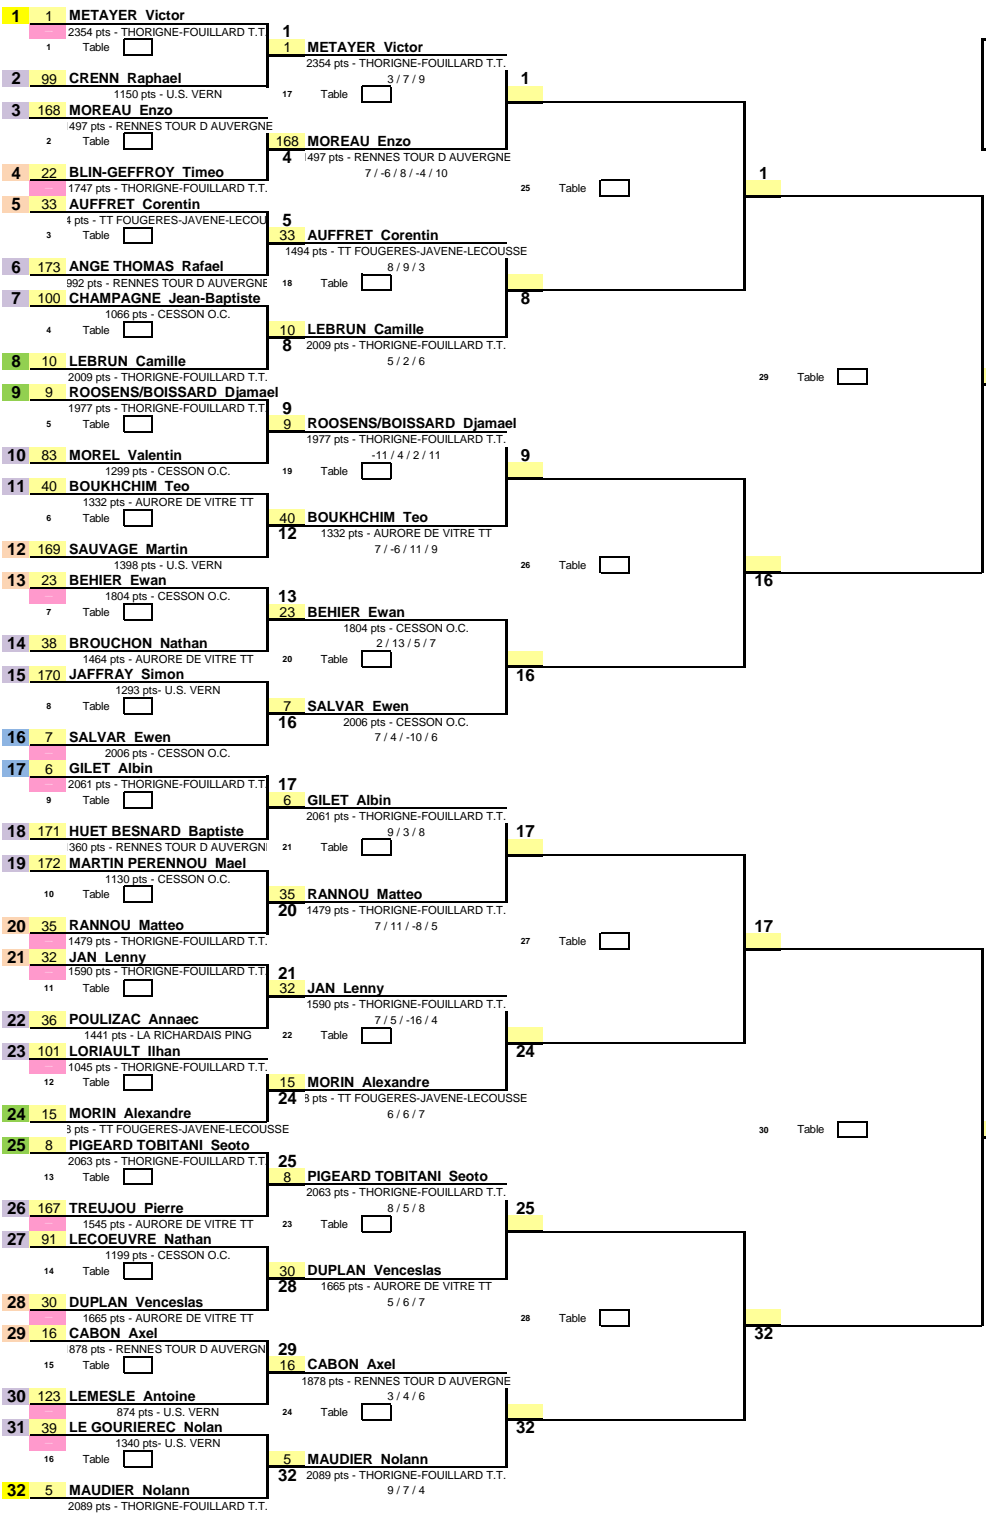 1 1 METAYER Victor
2354 pts - THORIGNE-FOUILLARD T.T.
1 Table
2 99 CRENN Raphael
1150 pts - U.S. VERN
3 168 MOREAU Enzo
1497 pts - RENNES TOUR D AUVERGNE
2 Table
4 22 BLIN-GEFFROY Timeo
1747 pts - THORIGNE-FOUILLARD T.T.
5 33 AUFFRET Corentin
4 pts - TT FOUGERES-JAVENE-LECOU
3 Table
6 173 ANGE THOMAS Rafael
992 pts - RENNES TOUR D AUVERGNE
7 100 CHAMPAGNE Jean-Baptiste
1066 pts - CESSON O.C.
4 Table
8 10 LEBRUN Camille
2009 pts - THORIGNE-FOUILLARD T.T.
9 9 ROOSENS/BOISSARD Djamael
1977 pts - THORIGNE-FOUILLARD T.T.
5 Table
10 83 MOREL Valentin
1299 pts - CESSON O.C.
11 40 BOUKHCHIM Teo
1332 pts - AURORE DE VITRE TT
6 Table
12 169 SAUVAGE Martin
1398 pts - U.S. VERN
13 23 BEHIER Ewan
1804 pts - CESSON O.C.
7 Table
14 38 BROUCHON Nathan
1464 pts - AURORE DE VITRE TT
15 170 JAFFRAY Simon
1293 pts- U.S. VERN
8 Table
16 7 SALVAR Ewen
2006 pts - CESSON O.C.
17 6 GILET Albin
2061 pts - THORIGNE-FOUILLARD T.T.
9 Table
18 171 HUET BESNARD Baptiste
1360 pts - RENNES TOUR D AUVERGN
19 172 MARTIN PERENNOU Mael
1130 pts - CESSON O.C.
10 Table
20 35 RANNOU Matteo
1479 pts - THORIGNE-FOUILLARD T.T.
21 32 JAN Lenny
1590 pts - THORIGNE-FOUILLARD T.T.
11 Table
22 36 POULIZAC Annaec
1441 pts - LA RICHARDAIS PING
23 101 LORIAULT Ilhan
1045 pts - THORIGNE-FOUILLARD T.T.
12 Table
24 15 MORIN Alexandre
8 pts - TT FOUGERES-JAVENE-LECOUSSE
25 8 PIGEARD TOBITANI Seoto
2063 pts - THORIGNE-FOUILLARD T.T.
13 Table
26 167 TREUJOU Pierre
1545 pts - AURORE DE VITRE TT
27 91 LECOEUVRE Nathan
1199 pts - CESSON O.C.
14 Table
28 30 DUPLAN Venceslas
1665 pts - AURORE DE VITRE TT
29 16 CABON Axel
1878 pts - RENNES TOUR D AUVERGN
15 Table
30 123 LEMESLE Antoine
874 pts - U.S. VERN
31 39 LE GOURIEREC Nolan
1340 pts- U.S. VERN
16 Table
32 5 MAUDIER Nolann
2089 pts - THORIGNE-FOUILLARD T.T.
1
1 METAYER Victor
2354 pts - THORIGNE-FOUILLARD T.T.
3 / 7 / 9
17 Table
168 MOREAU Enzo
4 1497 pts - RENNES TOUR D AUVERGNE
7 / -6 / 8 / -4 / 10
5
33 AUFFRET Corentin
1494 pts - TT FOUGERES-JAVENE-LECOUSSE
8 / 9 / 3
18 Table
10 LEBRUN Camille
8 2009 pts - THORIGNE-FOUILLARD T.T.
5 / 2 / 6
9
9 ROOSENS/BOISSARD Djamael
1977 pts - THORIGNE-FOUILLARD T.T.
-11 / 4 / 2 / 11
19 Table
40 BOUKHCHIM Teo
12 1332 pts - AURORE DE VITRE TT
7 / -6 / 11 / 9
13
23 BEHIER Ewan
1804 pts - CESSON O.C.
2 / 13 / 5 / 7
20 Table
7 SALVAR Ewen
16 2006 pts - CESSON O.C.
7 / 4 / -10 / 6
17
6 GILET Albin
2061 pts - THORIGNE-FOUILLARD T.T.
9 / 3 / 8
21 Table
35 RANNOU Matteo
20 1479 pts - THORIGNE-FOUILLARD T.T.
7 / 11 / -8 / 5
21
32 JAN Lenny
1590 pts - THORIGNE-FOUILLARD T.T.
7 / 5 / -16 / 4
22 Table
15 MORIN Alexandre
24 8 pts - TT FOUGERES-JAVENE-LECOUSSE
6 / 6 / 7
25
8 PIGEARD TOBITANI Seoto
2063 pts - THORIGNE-FOUILLARD T.T.
8 / 5 / 8
23 Table
30 DUPLAN Venceslas
28 1665 pts - AURORE DE VITRE TT
5 / 6 / 7
29
16 CABON Axel
1878 pts - RENNES TOUR D AUVERGNE
3 / 4 / 6
24 Table
5 MAUDIER Nolann
32 2089 pts - THORIGNE-FOUILLARD T.T.
9 / 7 / 4
1
25 Table
8
9
26 Table
16
17
27 Table
24
25
28 Table
32
1
29 Table
16
17
30 Table
32